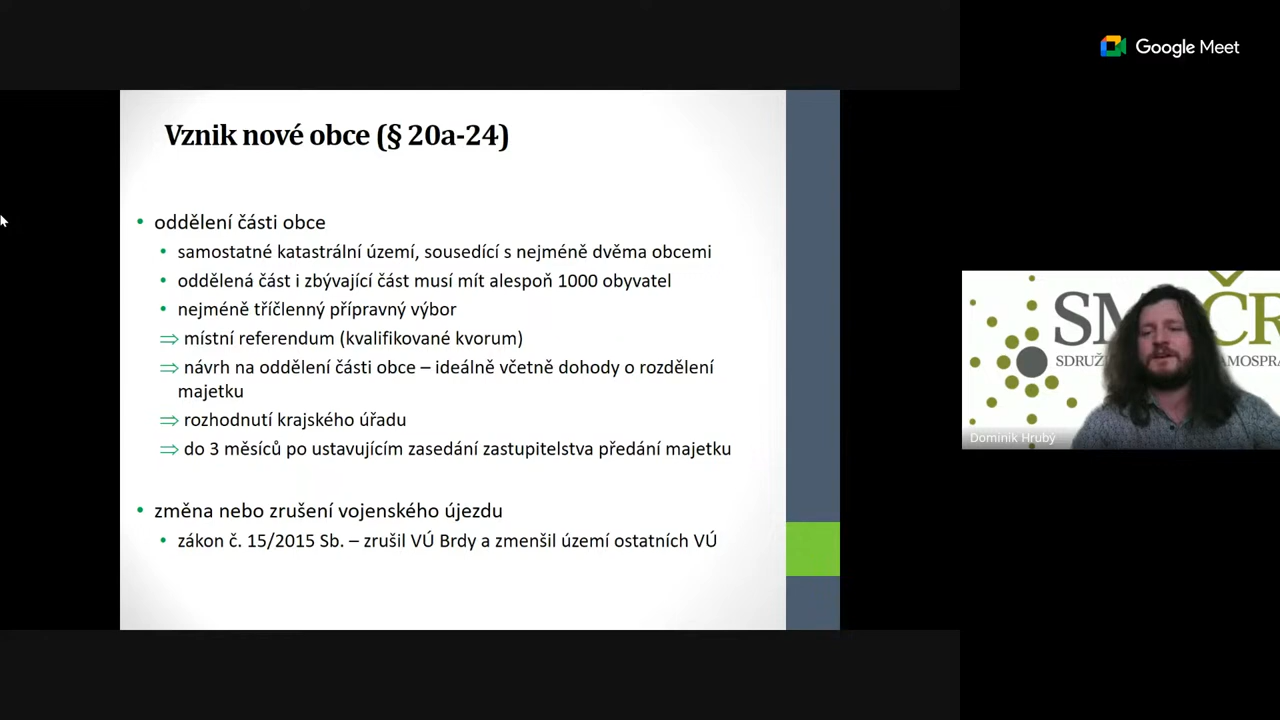 Google Meet
Vznik nové obce (§ 20a-24)
• oddělení části obce
• samostatné katastrální území, sousedící s nejméně dvěma obcemi
• oddělená část i zbývající část musí mít alespoň 1000 obyvatel
• nejméně tříčlenný přípravný výbor
⇒ místní referendum (kvalifikované kvorum)
⇒ návrh na oddělení části obce – ideálně včetně dohody o rozdělení
majetku
⇒ rozhodnutí krajského úřadu
⇒ do 3 měsíců po ustavujícím zasedání zastupitelstva předání majetku
• změna nebo zrušení vojenského újezdu
• zákon č. 15/2015 Sb. – zrušil VÚ Brdy a zmenšil území ostatních VÚ
Dominik Hrubý